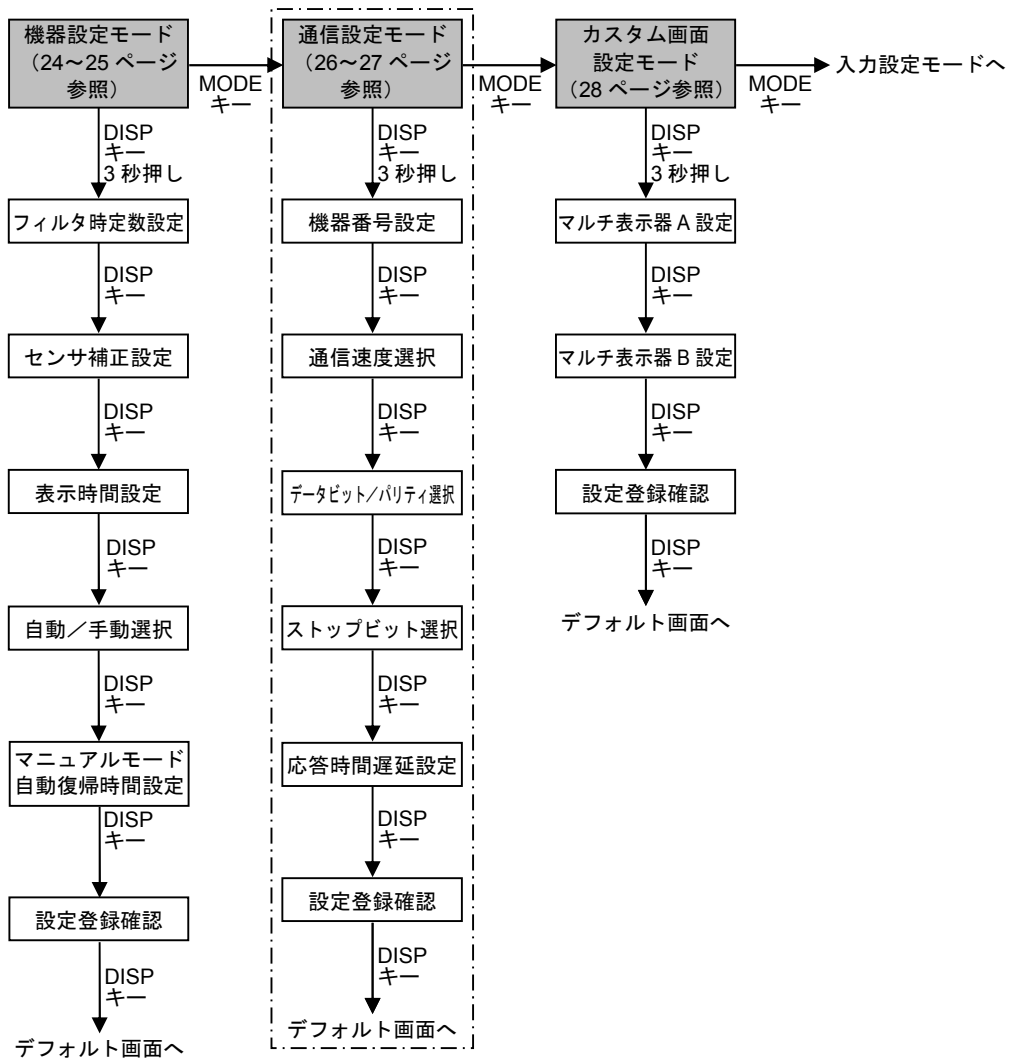 機器設定モード
（24～25 ページ
参照）
MODE
キー
通信設定モード
（26～27 ページ
参照）
MODE
キー
カスタム画面
設定モード
（28 ページ参照）
MODE
キー
入力設定モードへ
DISP
キー
3 秒押し
フィルタ時定数設定
DISP
キー
センサ補正設定
DISP
キー
表示時間設定
DISP
キー
自動／手動選択
DISP
キー
マニュアルモード
自動復帰時間設定
DISP
キー
設定登録確認
DISP
キー
デフォルト画面へ
DISP
キー
3 秒押し
機器番号設定
DISP
キー
通信速度選択
DISP
キー
データビット／パリティ選択
DISP
キー
ストップビット選択
DISP
キー
応答時間遅延設定
DISP
キー
設定登録確認
DISP
キー
デフォルト画面へ
DISP
キー
3 秒押し
マルチ表示器 A 設定
DISP
キー
マルチ表示器 B 設定
DISP
キー
設定登録確認
DISP
キー
デフォルト画面へ